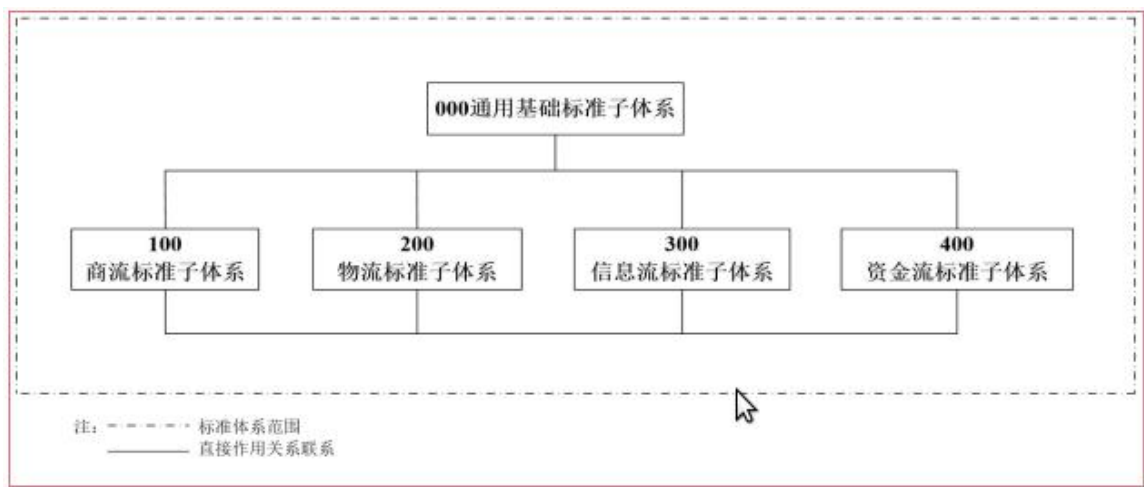 000通用基础标准子体系
100
商流标准子体系
200
物流标准子体系
300
信息流标准子体系
400
资金流标准子体系
注：
标准体系范围
直接作用关系联系